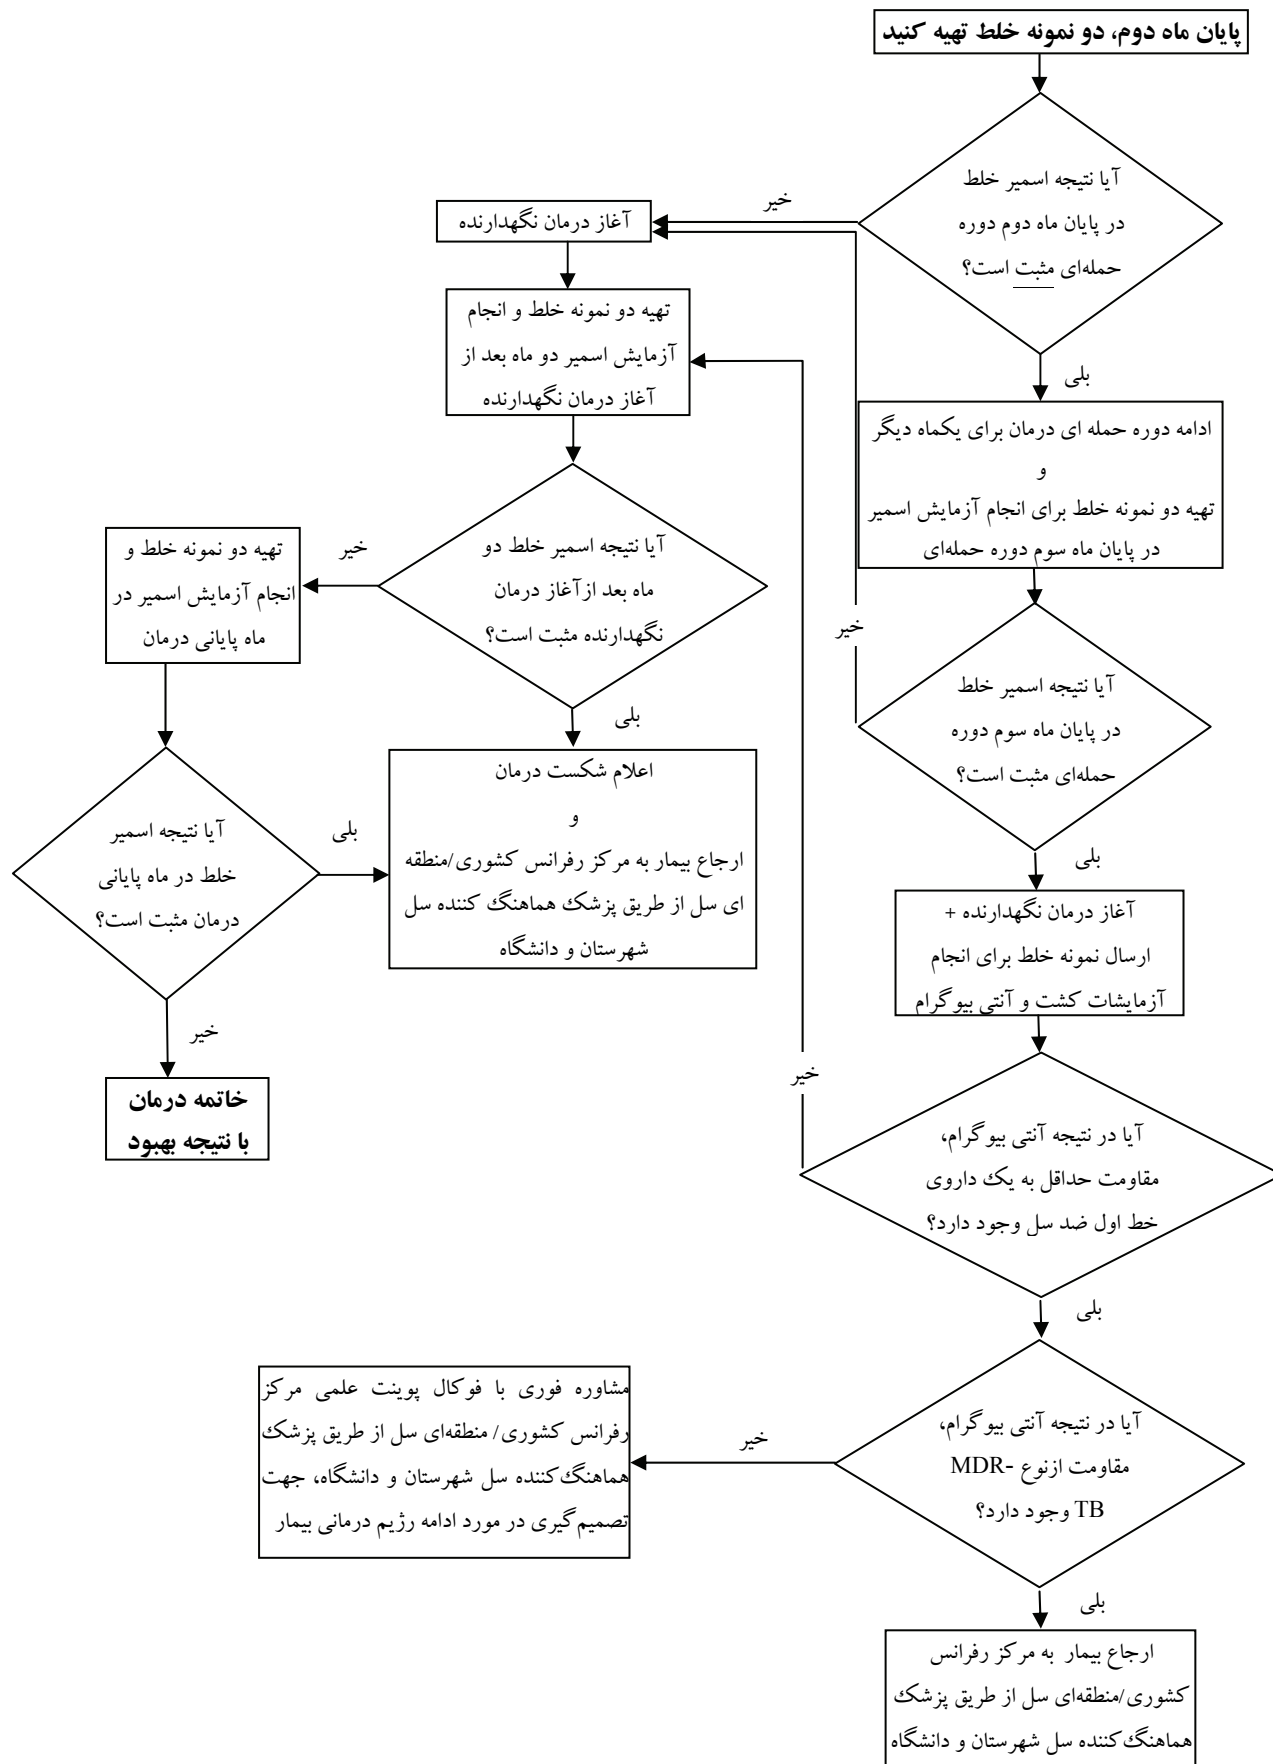 پایان ماه دوم، دو نمونه خلط تهیه کنید
آیا نتیجه اسمیر خلط
در پایان ماه دوم دوره
حمله‌ای مثبت است؟
خیر
بلی
آغاز درمان نگهدارنده
تهیه دو نمونه خلط و انجام
آزمایش اسمیر دو ماه بعد از
آغاز درمان نگهدارنده
ادامه دوره حمله ای درمان برای یکماه دیگر
و
تهیه دو نمونه خلط برای انجام آزمایش اسمیر
در پایان ماه سوم دوره حمله‌ای
آیا نتیجه اسمیر خلط دو
ماه بعد از آغاز درمان
نگهدارنده مثبت است؟
خیر
بلی
تهیه دو نمونه خلط و
انجام آزمایش اسمیر در
ماه پایانی درمان
آیا نتیجه اسمیر خلط
در پایان ماه سوم دوره
حمله‌ای مثبت است؟
خیر
بلی
اعلام شکست درمان
و
ارجاع بیمار به مرکز رفرانس کشوری/منطقه
ای سل از طریق پزشک هماهنگ کننده سل
شهرستان و دانشگاه
آیا نتیجه اسمیر
خلط در ماه پایانی
درمان مثبت است؟
بلی
خیر
خاتمه درمان
با نتیجه بهبود
آغاز درمان نگهدارنده +
ارسال نمونه خلط برای انجام
آزمایشات کشت و آنتی بیوگرام
آیا در نتیجه آنتی بیوگرام،
مقاومت حداقل به یک داروی
خط اول ضد سل وجود دارد؟
خیر
بلی
آیا در نتیجه آنتی بیوگرام،
مقاومت ازنوع MDR-
TB وجود دارد؟
خیر
بلی
مشاوره فوری با فوکال پوینت علمی مرکز
رفرانس کشوری/ منطقه‌ای سل از طریق پزشک
هماهنگ‌کننده سل شهرستان و دانشگاه، جهت
تصمیم‌گیری در مورد ادامه رژیم درمانی بیمار
ارجاع بیمار به مرکز رفرانس
کشوری/منطقه‌ای سل از طریق پزشک
هماهنگ‌کننده سل شهرستان و دانشگاه